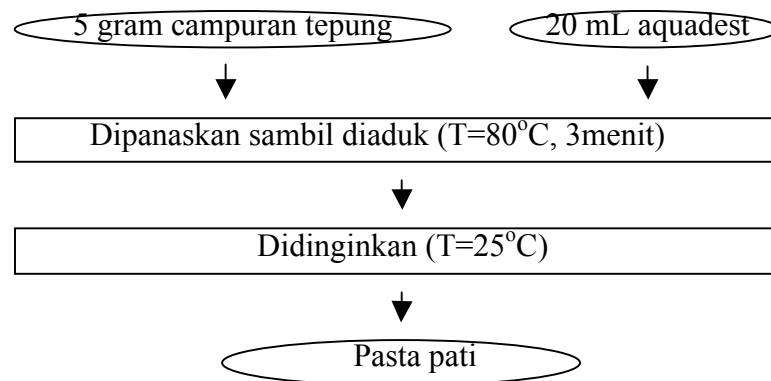 5 gram campuran tepung
20 mL aquadest
Dipanaskan sambil diaduk (T=80°C, 3menit)
Didinginkan (T=25°C)
Pasta pati